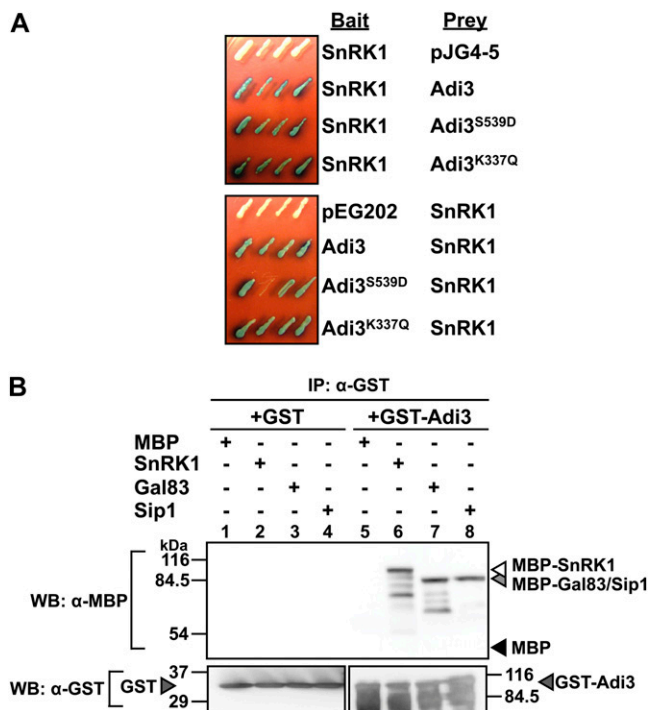 A
Bait Prey
SnRK1 pJG4-5
SnRK1 Adi3
SnRK1 Adi3S539D
SnRK1 Adi3K337Q
pEG202 SnRK1
Adi3 SnRK1
Adi3S539D SnRK1
Adi3K337Q SnRK1
B
IP: α-GST
+GST +GST-Adi3
MBP + - - - + - - -
SnRK1 - + - - - + - -
Gal83 - - + - - - + -
Sip1 - - - + - - - +
1 2 3 4 5 6 7 8
kDa
116
84.5
54
WB: α-MBP
MBP-SnRK1
MBP-Gal83/Sip1
MBP
WB: α-GST GST 37 116 GST-Adi3
29 84.5